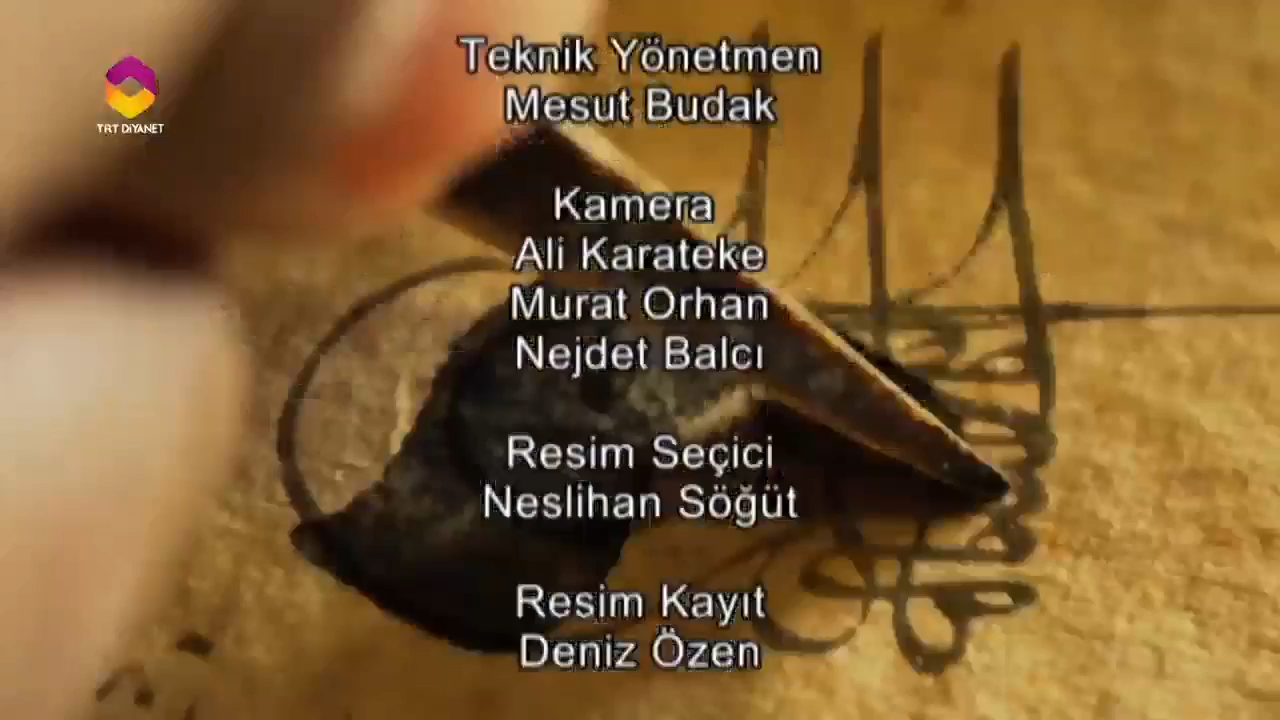 TRT DİYANET
Teknik Yönetmen
Mesut Budak
Kamera
Ali Karateke
Murat Orhan
Nejdet Balcı
Resim Seçici
Neslihan Söğüt
Resim Kayıt
Deniz Özen